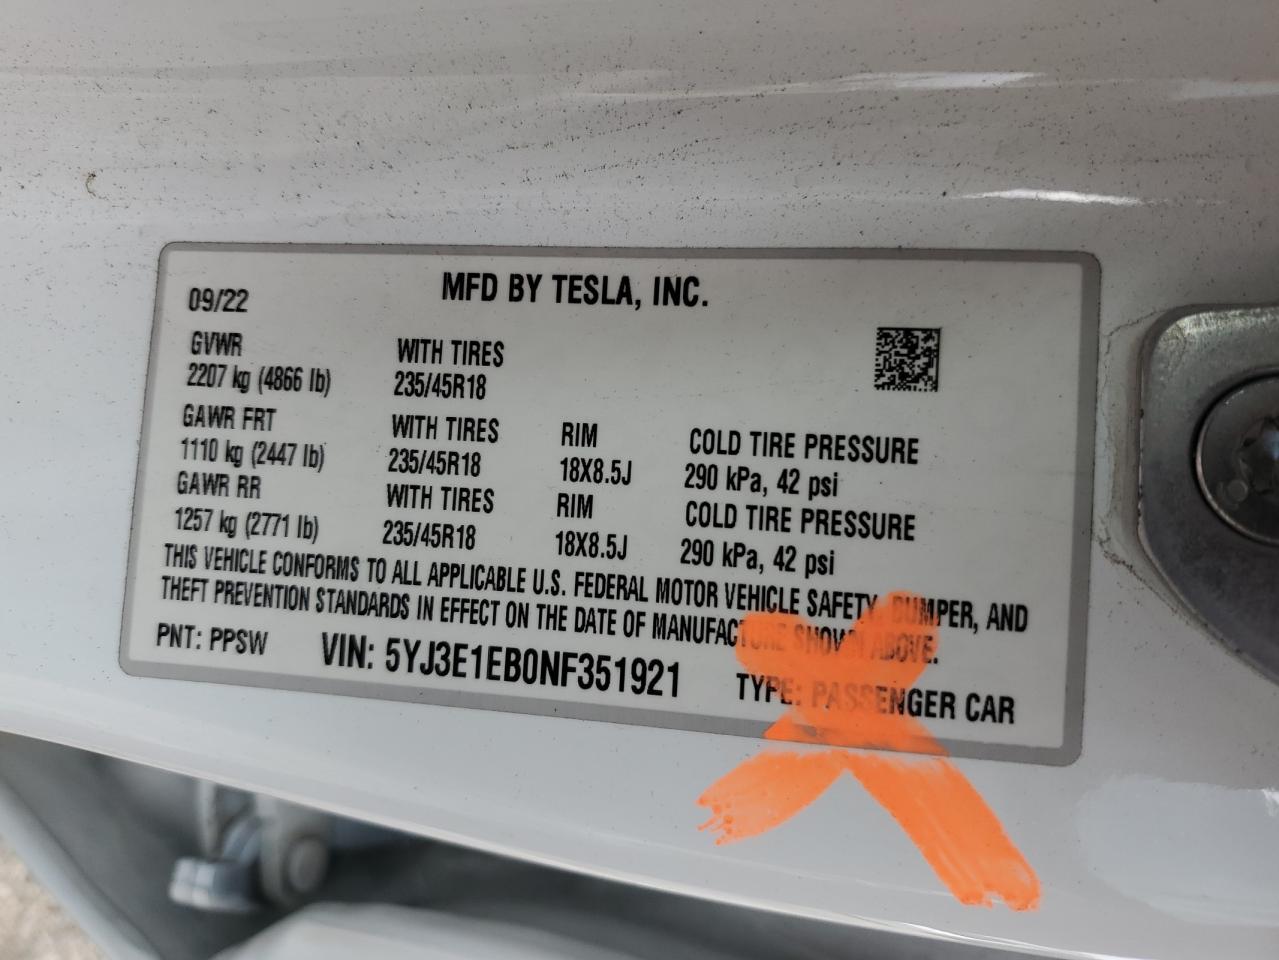 MFD BY TESLA, INC.
09/22
GVWR WITH TIRES
2207 kg (4866 lb) 235/45R18
GAWR FRT WITH TIRES RIM COLD TIRE PRESSURE
1110 kg (2447 lb) 235/45R18 18X8.5J 290 kPa, 42 psi
GAWR RR WITH TIRES RIM COLD TIRE PRESSURE
1257 kg (2771 lb) 235/45R18 18X8.5J 290 kPa, 42 psi
THIS VEHICLE CONFORMS TO ALL APPLICABLE U.S. FEDERAL MOTOR VEHICLE SAFETY, BUMPER, AND
THEFT PREVENTION STANDARDS IN EFFECT ON THE DATE OF MANUFACTURE SHOWN ABOVE.
PNT: PPSW VIN: 5YJ3E1EB0NF351921 TYPE: PASSENGER CAR